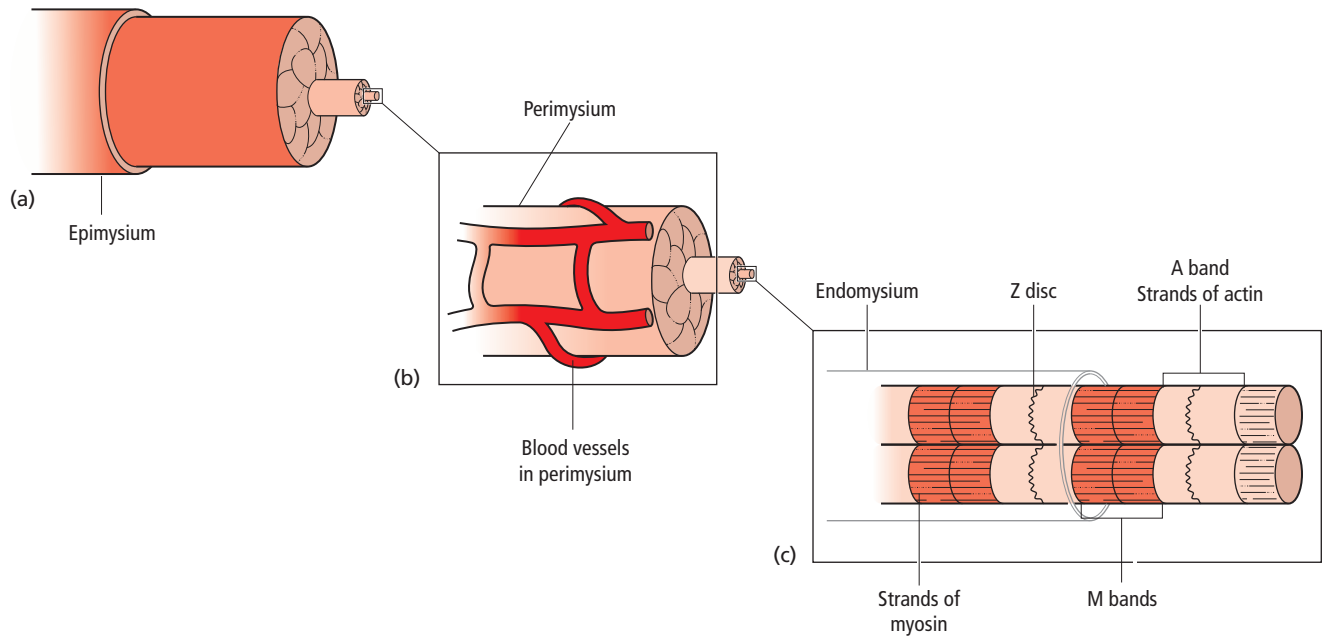 (a)
Epimysium
Perimysium
(b)
Blood vessels
in perimysium
Endomysium
Z disc
A band
Strands of actin
(c)
Strands of
myosin
M bands